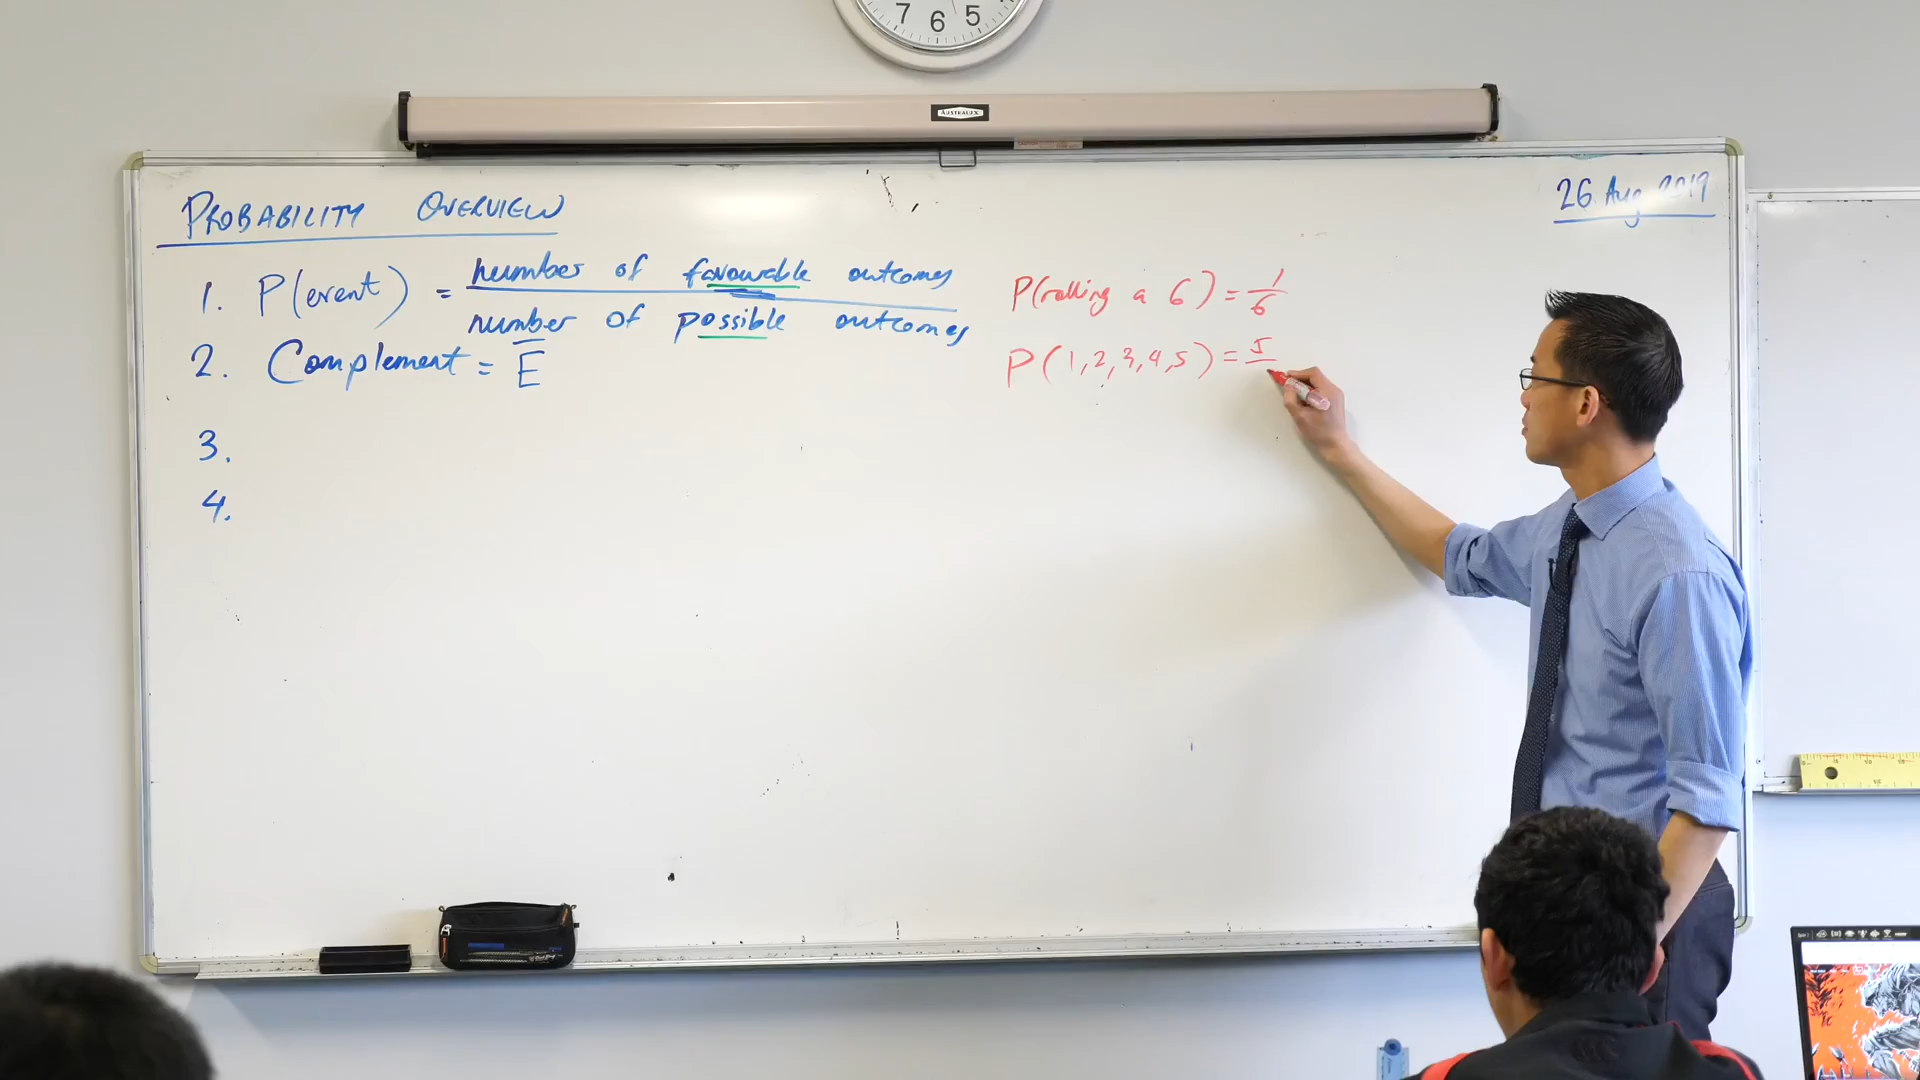 7 6 5
AUSTRALEX
PROBABILITY OVERVIEW
26 Aug 2019
1. P(event) = number of favourable outcomes
number of possible outcomes
P(rolling a 6) = 1/6
2. Complement = E̅
P(1,2,3,4,5) = 5/
3.
4.